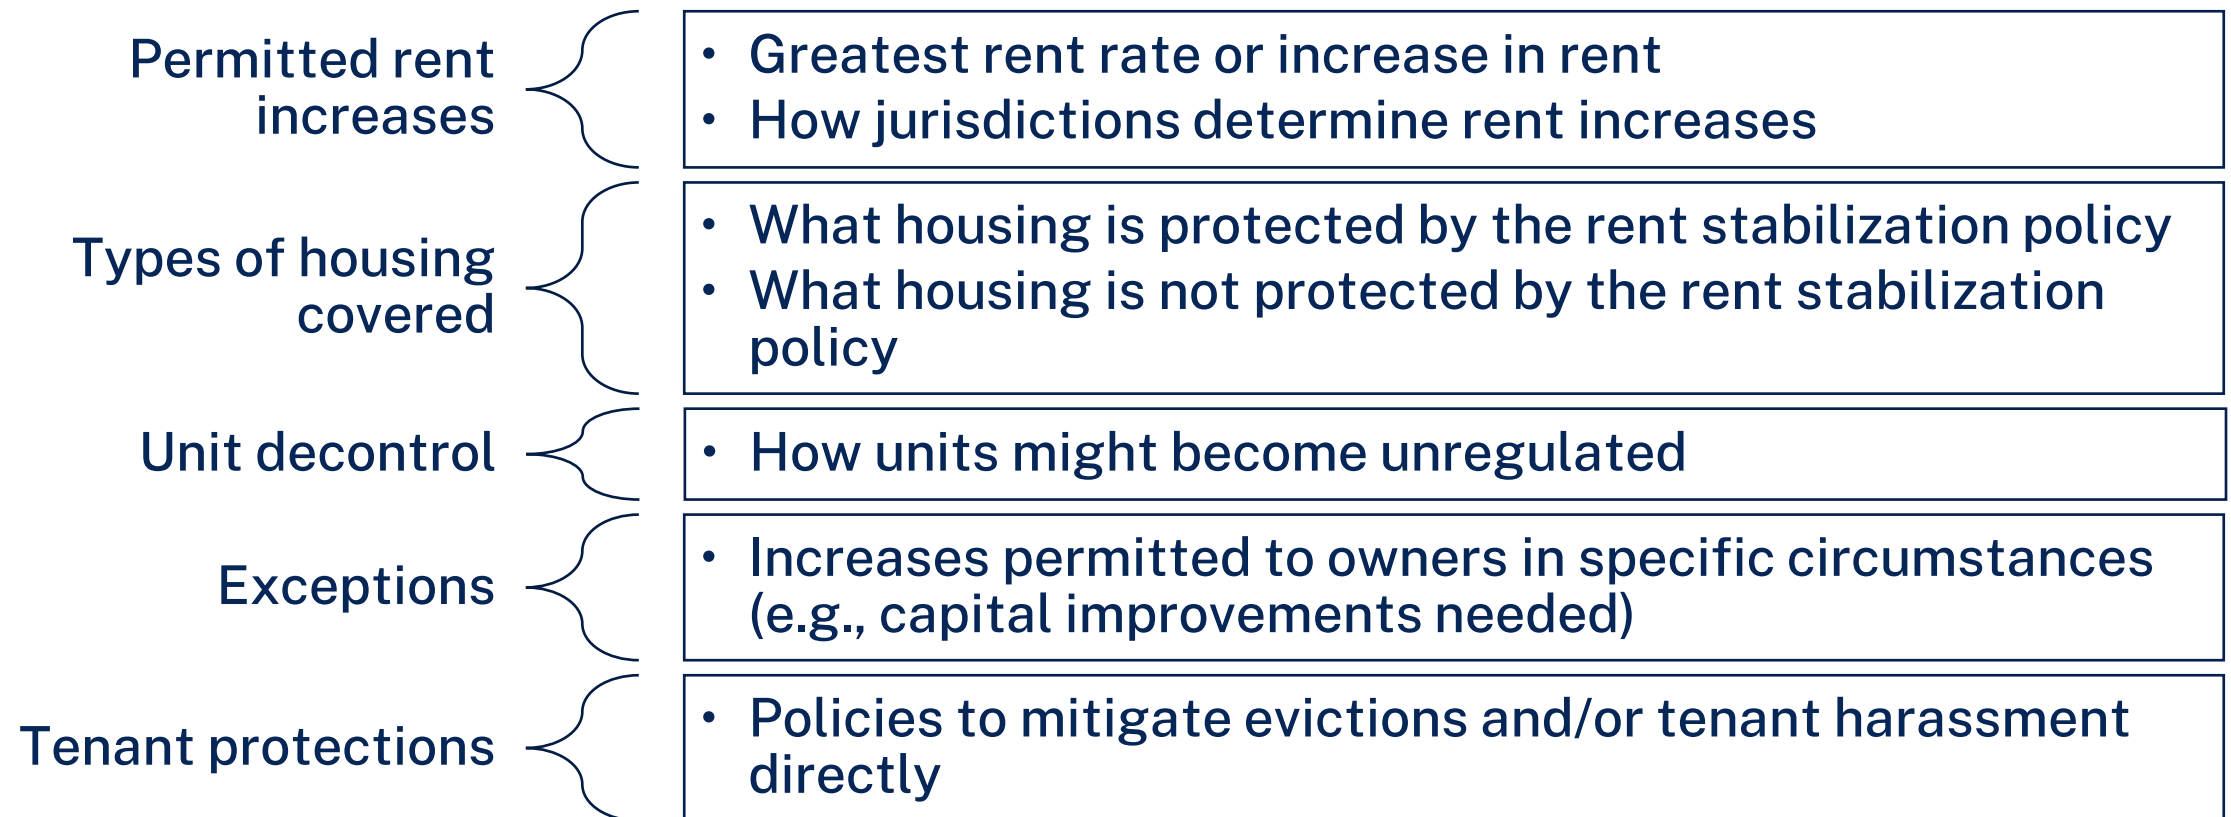 Permitted rent
increases
• Greatest rent rate or increase in rent
• How jurisdictions determine rent increases
Types of housing
covered
• What housing is protected by the rent stabilization policy
• What housing is not protected by the rent stabilization
policy
Unit decontrol
• How units might become unregulated
Exceptions
• Increases permitted to owners in specific circumstances
(e.g., capital improvements needed)
Tenant protections
• Policies to mitigate evictions and/or tenant harassment
directly